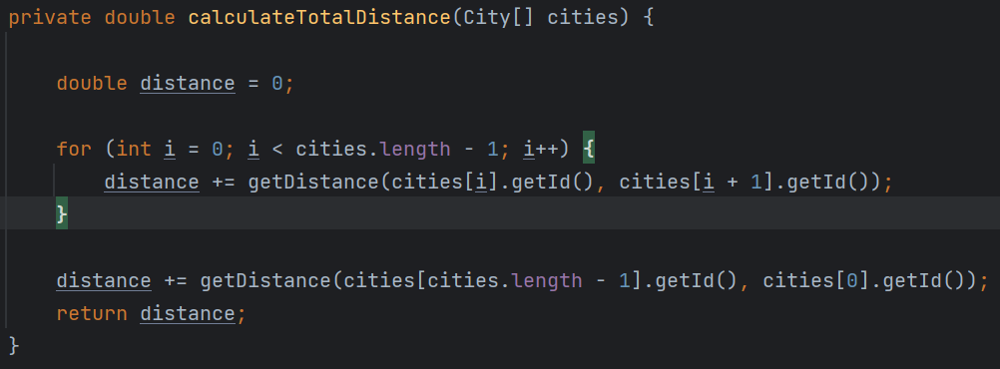 private double calculateTotalDistance(City[] cities) {
double distance = 0;
for (int i = 0; i < cities.length - 1; i++) {
distance += getDistance(cities[i].getId(), cities[i + 1].getId());
}
distance += getDistance(cities[cities.length - 1].getId(), cities[0].getId());
return distance;
}